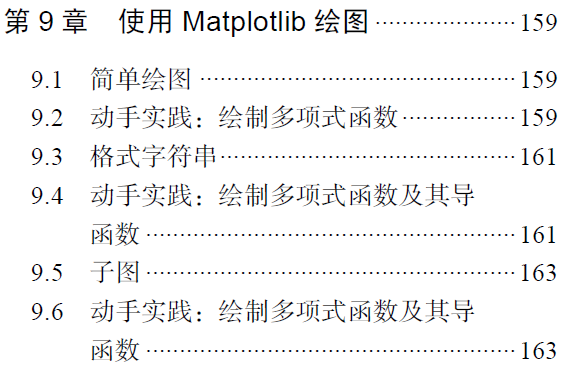 第 9 章 使用 Matplotlib 绘图 ······························ 159
9.1 简单绘图 ······························ 159
9.2 动手实践：绘制多项式函数 ··············· 159
9.3 格式字符串 ······························ 161
9.4 动手实践：绘制多项式函数及其导
函数 ······························ 161
9.5 子图 ······························ 163
9.6 动手实践：绘制多项式函数及其导
函数 ······························ 163